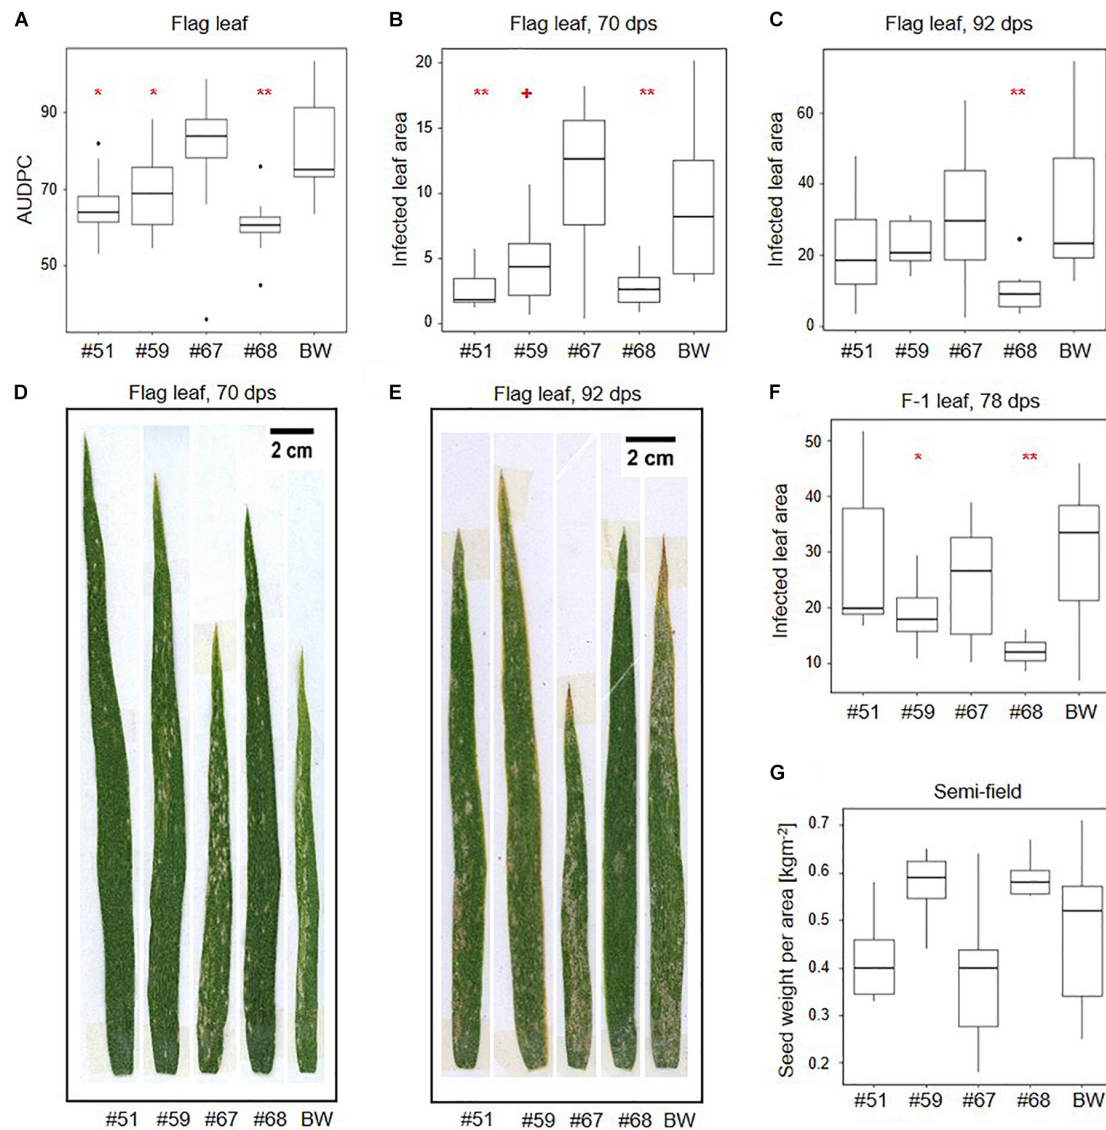 A Flag leaf
B Flag leaf, 70 dps
C Flag leaf, 92 dps
AUDPC
90
70
50
* * **
#51 #59 #67 #68 BW
Infected leaf area
20
15
10
5
0
** + **
#51 #59 #67 #68 BW
Infected leaf area
60
40
20
0
**
#51 #59 #67 #68 BW
D Flag leaf, 70 dps
2 cm
#51 #59 #67 #68 BW
E Flag leaf, 92 dps
2 cm
#51 #59 #67 #68 BW
F F-1 leaf, 78 dps
Infected leaf area
50
40
30
20
10
* **
#51 #59 #67 #68 BW
G Semi-field
Seed weight per area [kgm-2]
0.7
0.6
0.5
0.4
0.3
0.2
#51 #59 #67 #68 BW